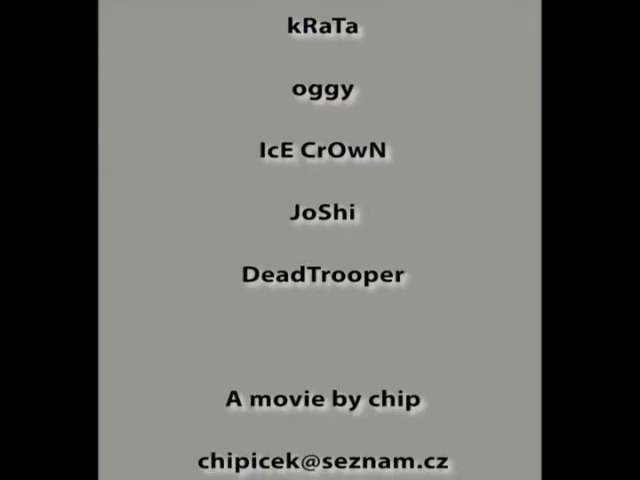 kRaTa
oggy
IcE CrOwN
JoShi
DeadTrooper
A movie by chip
chipicek@seznam.cz